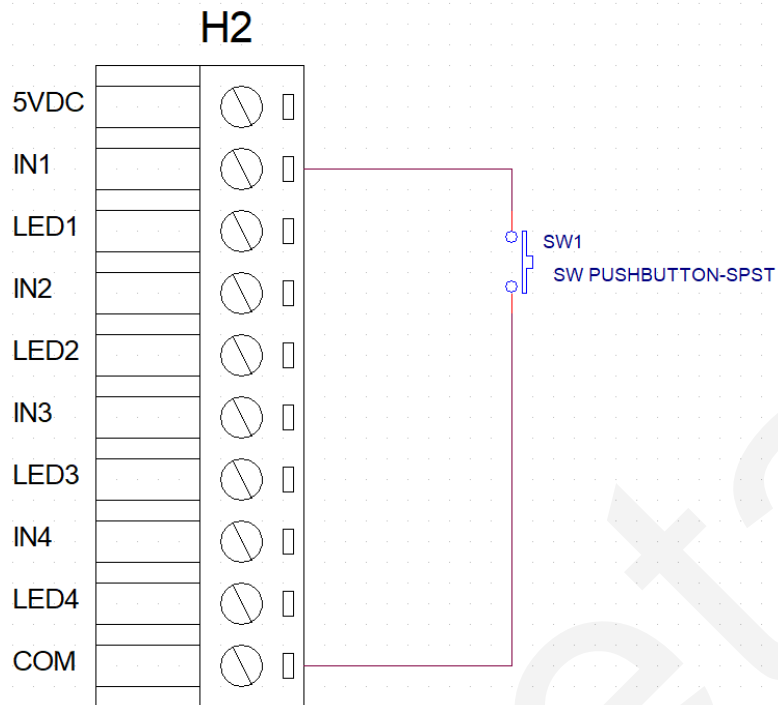 H2
5VDC
IN1
LED1
SW1
SW PUSHBUTTON-SPST
IN2
LED2
IN3
LED3
IN4
LED4
COM